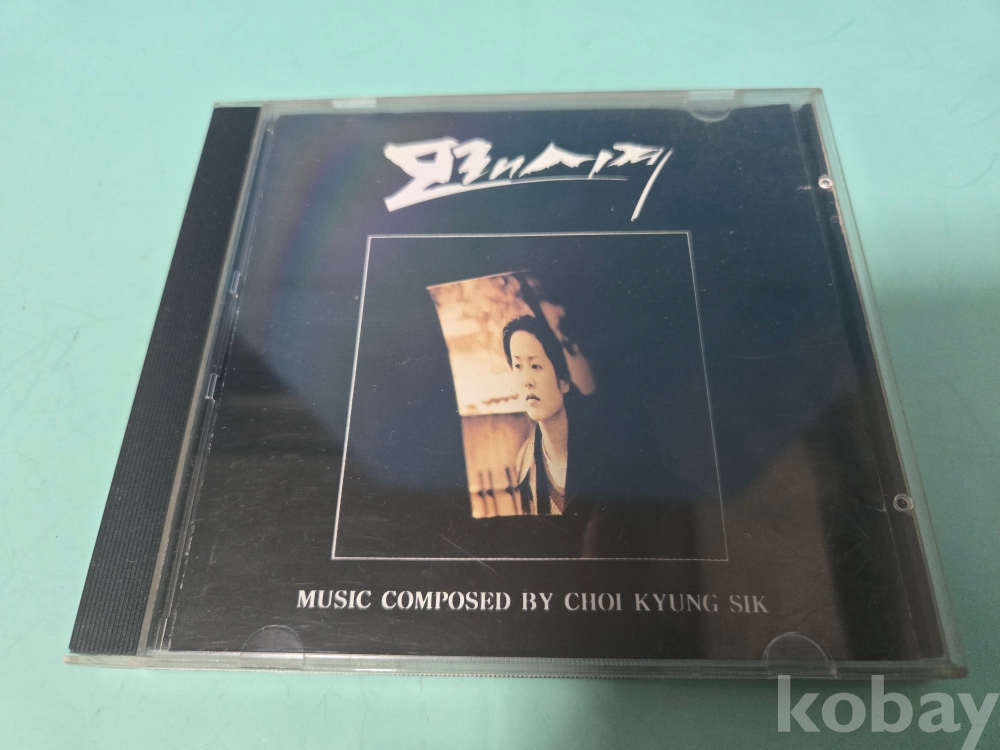 모래시계
MUSIC COMPOSED BY CHOI KYUNG SIK
kobay